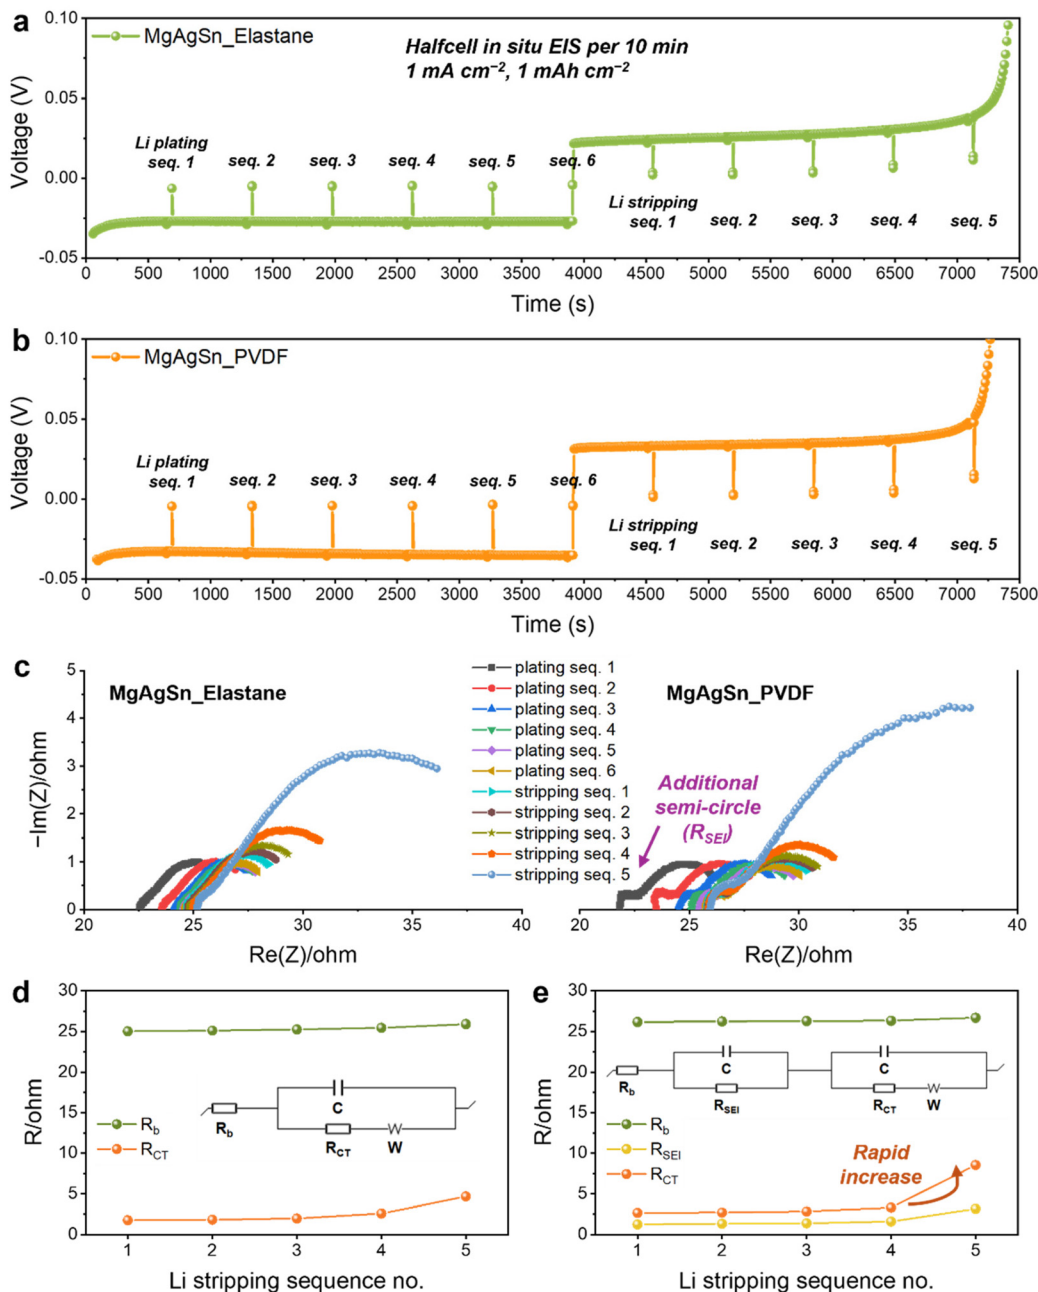 a
MgAgSn_Elastane
Halfcell in situ EIS per 10 min
1 mA cm⁻², 1 mAh cm⁻²
Voltage (V)
0.10
0.05
0.00
-0.05
Li plating
seq. 1
seq. 2
seq. 3
seq. 4
seq. 5
seq. 6
Li stripping
seq. 1
seq. 2
seq. 3
seq. 4
seq. 5
0 500 1000 1500 2000 2500 3000 3500 4000 4500 5000 5500 6000 6500 7000 7500
Time (s)
b
MgAgSn_PVDF
Voltage (V)
0.10
0.05
0.00
-0.05
Li plating
seq. 1
seq. 2
seq. 3
seq. 4
seq. 5
seq. 6
Li stripping
seq. 1
seq. 2
seq. 3
seq. 4
seq. 5
0 500 1000 1500 2000 2500 3000 3500 4000 4500 5000 5500 6000 6500 7000 7500
Time (s)
c
MgAgSn_Elastane
−Im(Z)/ohm
5
4
3
2
1
0
20 25 30 35 40
Re(Z)/ohm
plating seq. 1
plating seq. 2
plating seq. 3
plating seq. 4
plating seq. 5
plating seq. 6
stripping seq. 1
stripping seq. 2
stripping seq. 3
stripping seq. 4
stripping seq. 5
MgAgSn_PVDF
Additional
semi-circle
(R_SEI)
20 25 30 35 40
Re(Z)/ohm
d
R/ohm
30
25
20
15
10
5
0
R_b
C
R_CT
W
R_b
R_CT
1 2 3 4 5
Li stripping sequence no.
e
R/ohm
30
25
20
15
10
5
0
R_b
C
R_SEI
C
R_CT
W
R_b
R_SEI
R_CT
Rapid
increase
1 2 3 4 5
Li stripping sequence no.